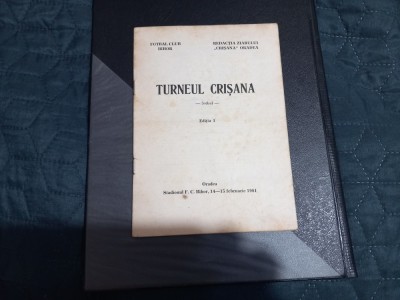 FOTBAL CLUB
BIHOR
REDACȚIA ZIARULUI
„CRIȘANA" ORADEA
TURNEUL CRIȘANA
— fotbal —
Ediția I
Oradea
Stadionul F. C. Bihor, 14—15 februarie 1981